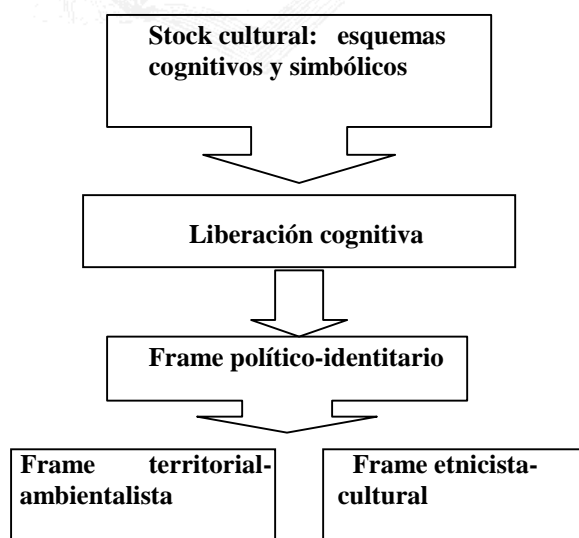 Stock cultural: esquemas
cognitivos y simbólicos
Liberación cognitiva
Frame político-identitario
Frame territorial-
ambientalista
Frame etnicista-
cultural